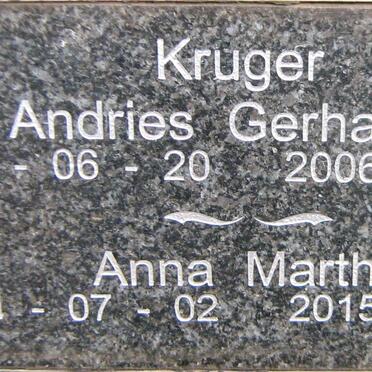 Kruger
Andries Gerha
- 06 - 20 2006
Anna Marth
- 07 - 02 2015